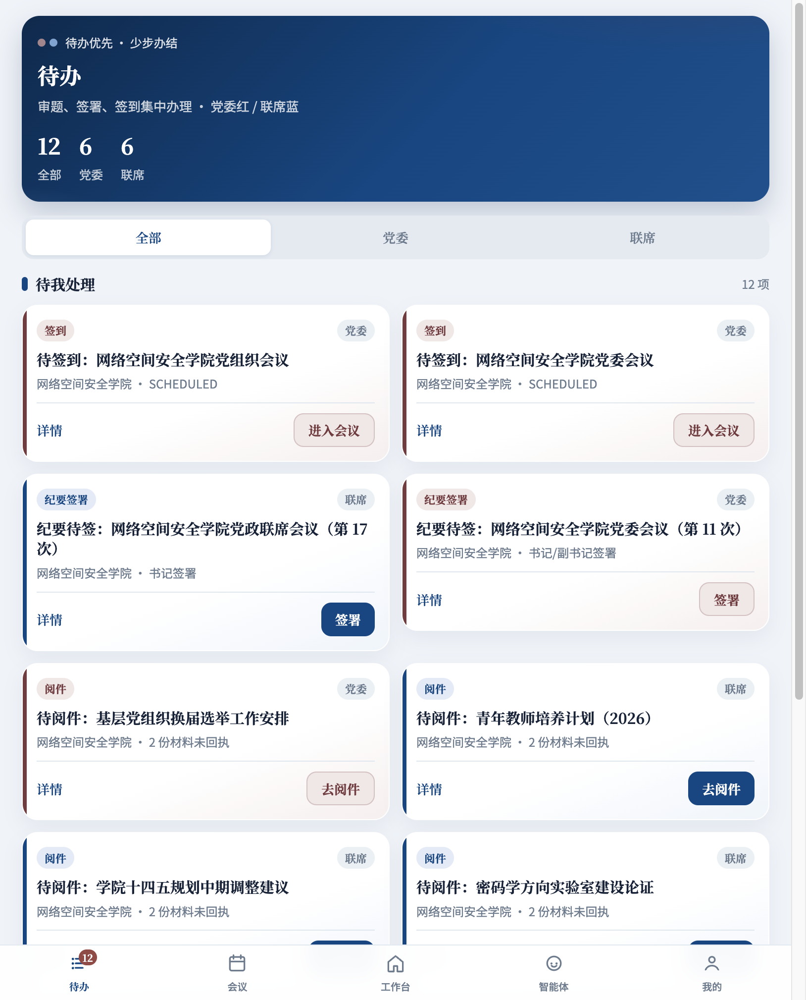 待办优先 · 少步办结
待办
审题、签署、签到集中办理 · 党委红 / 联席蓝
12 6 6
全部 党委 联席
全部 党委 联席
待我处理 12 项
签到 党委
待签到：网络空间安全学院党组织会议
网络空间安全学院 · SCHEDULED
详情 进入会议
签到 党委
待签到：网络空间安全学院党委会议
网络空间安全学院 · SCHEDULED
详情 进入会议
纪要签署 联席
纪要待签：网络空间安全学院党政联席会议（第 17
次）
网络空间安全学院 · 书记签署
详情 签署
纪要签署 党委
纪要待签：网络空间安全学院党委会议（第 11 次）
网络空间安全学院 · 书记/副书记签署
详情 签署
阅件 党委
待阅件：基层党组织换届选举工作安排
网络空间安全学院 · 2 份材料未回执
详情 去阅件
阅件 联席
待阅件：青年教师培养计划（2026）
网络空间安全学院 · 2 份材料未回执
详情 去阅件
阅件 联席
待阅件：学院十四五规划中期调整建议
网络空间安全学院 · 2 份材料未回执
阅件 联席
待阅件：密码学方向实验室建设论证
网络空间安全学院 · 2 份材料未回执
12
待办 会议 工作台 智能体 我的